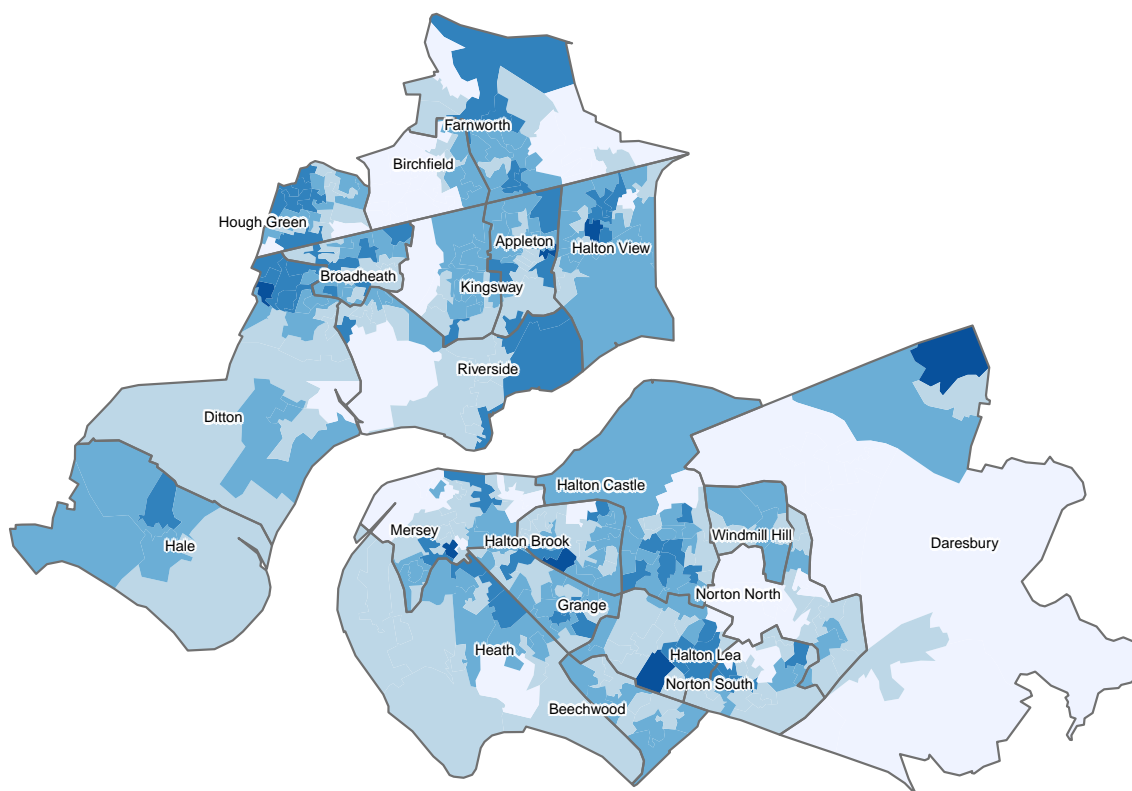 Farnworth
Birchfield
Hough Green
Appleton
Halton View
Broadheath
Kingsway
Riverside
Ditton
Halton Castle
Mersey
Halton Brook
Windmill Hill
Daresbury
Hale
Norton North
Grange
Heath
Halton Lea
Norton South
Beechwood